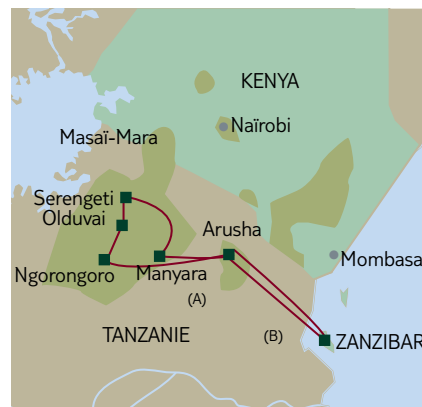 KENYA
Naïrobi
Masaï-Mara
Serengeti
Olduvai
Arusha
Ngorongoro
Manyara
Mombasa
(A)
TANZANIE
(B)
ZANZIBAR